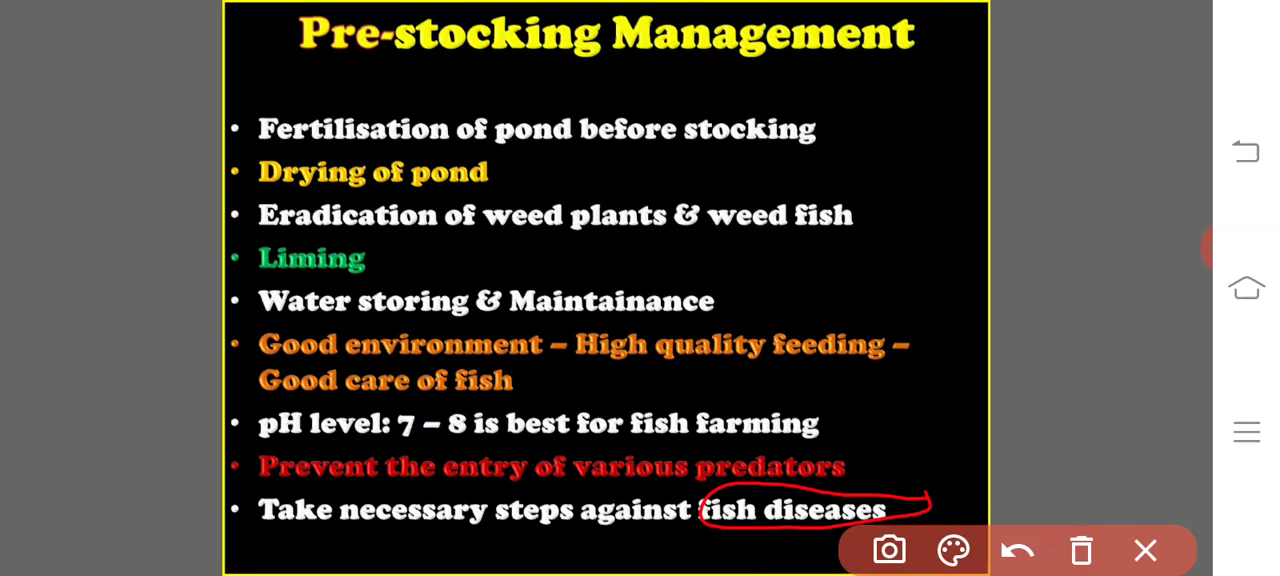 Pre-stocking Management
• Fertilisation of pond before stocking
• Drying of pond
• Eradication of weed plants & weed fish
• Liming
• Water storing & Maintainance
• Good environment – High quality feeding –
Good care of fish
• pH level: 7 – 8 is best for fish farming
• Prevent the entry of various predators
• Take necessary steps against fish diseases